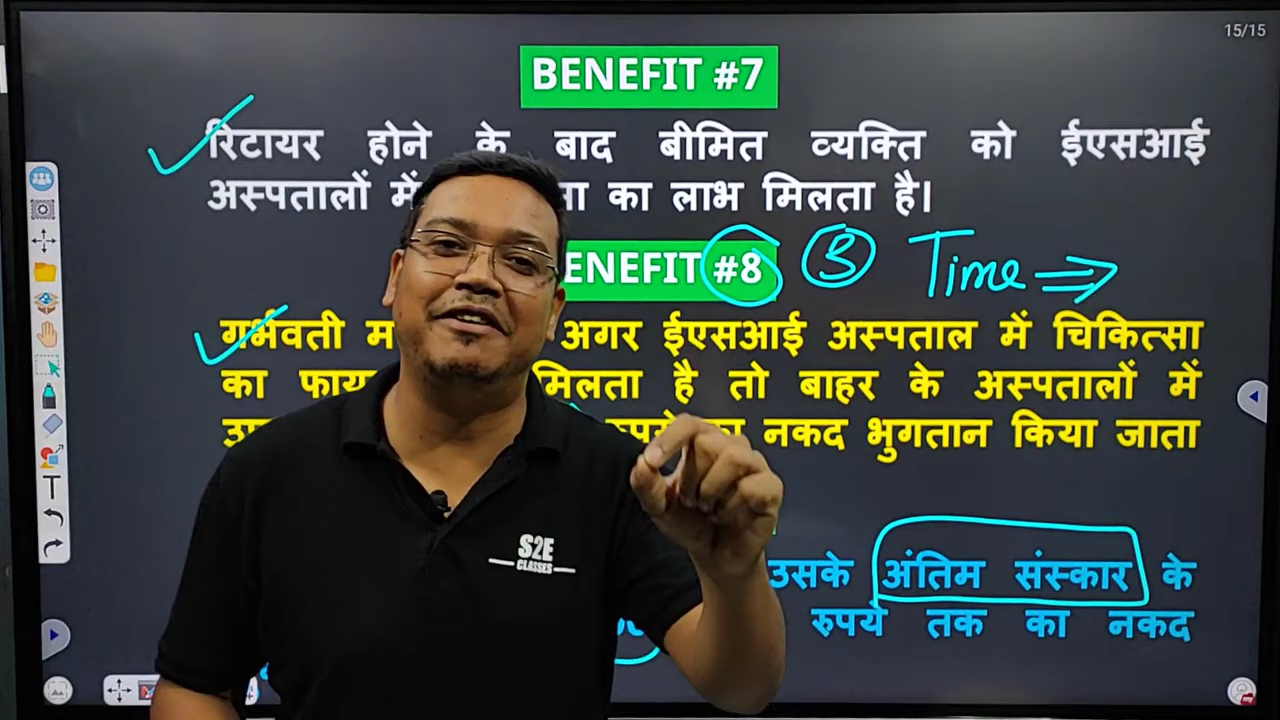 15/15
BENEFIT #7
रिटायर होने के बाद बीमित व्यक्ति को ईएसआई
अस्पतालों में का लाभ मिलता है।
ENEFIT #8 3 Time
गर्भवती अगर ईएसआई अस्पताल में चिकित्सा
का मिलता है तो बाहर के अस्पतालों में
नकद भुगतान किया जाता
S2E
CLASSES
उसके अंतिम संस्कार के
रुपये तक का नकद